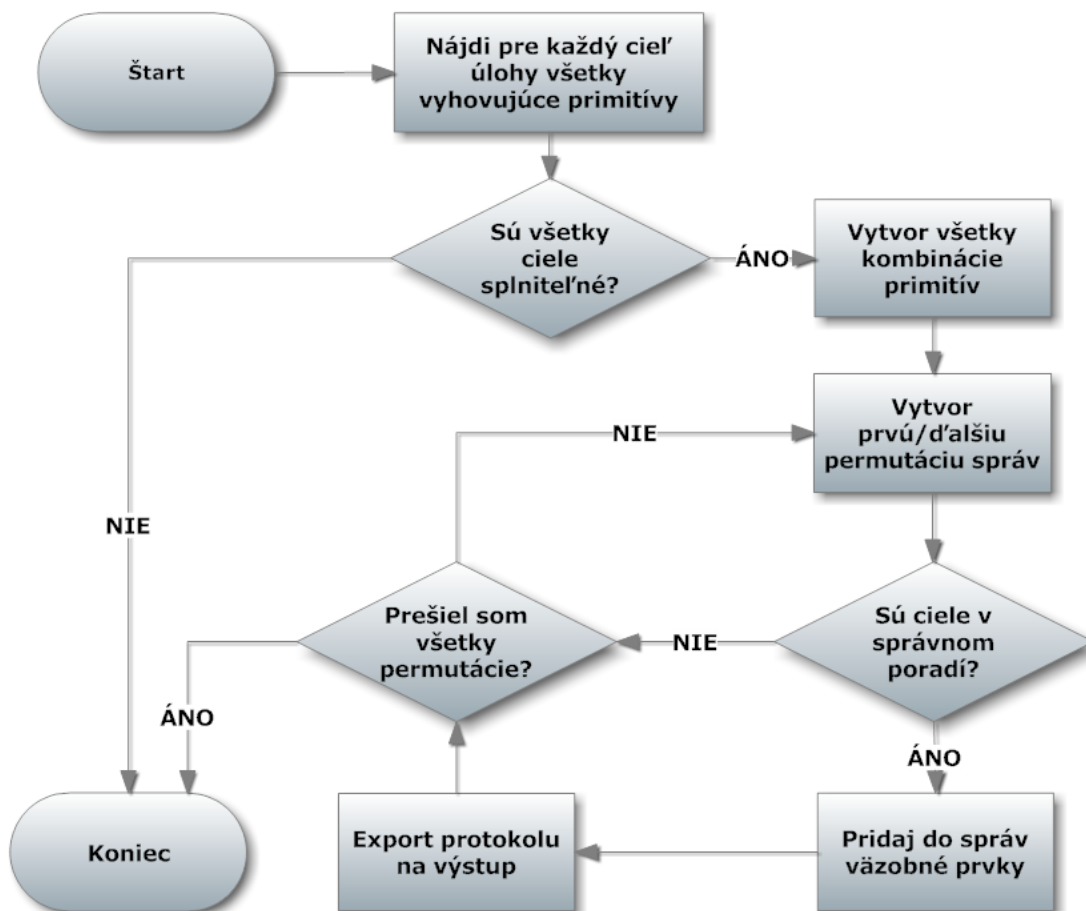 Štart
Nájdi pre každý cieľ
úlohy všetky
vyhovujúce primitívy
Sú všetky
ciele
splniteľné?
ÁNO
Vytvor všetky
kombinácie
primitív
Vytvor
prvú/ďalšiu
permutáciu správ
NIE
NIE
Prešiel som
všetky
permutácie?
NIE
Sú ciele v
správnom
poradí?
ÁNO
ÁNO
Koniec
Export protokolu
na výstup
Pridaj do správ
väzobné prvky